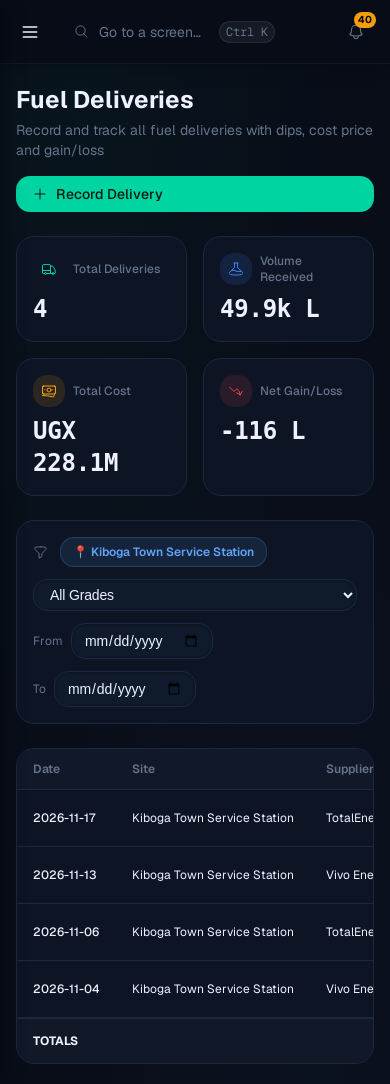 Go to a screen...
Ctrl K
40
Fuel Deliveries
Record and track all fuel deliveries with dips, cost price
and gain/loss
Record Delivery
Total Deliveries
4
Volume
Received
49.9k L
Total Cost
UGX
228.1M
Net Gain/Loss
-116 L
Kiboga Town Service Station
All Grades
From
mm/dd/yyyy
To
mm/dd/yyyy
Date Site Supplier
2026-11-17 Kiboga Town Service Station TotalEne
2026-11-13 Kiboga Town Service Station Vivo Ene
2026-11-06 Kiboga Town Service Station TotalEne
2026-11-04 Kiboga Town Service Station Vivo Ene
TOTALS